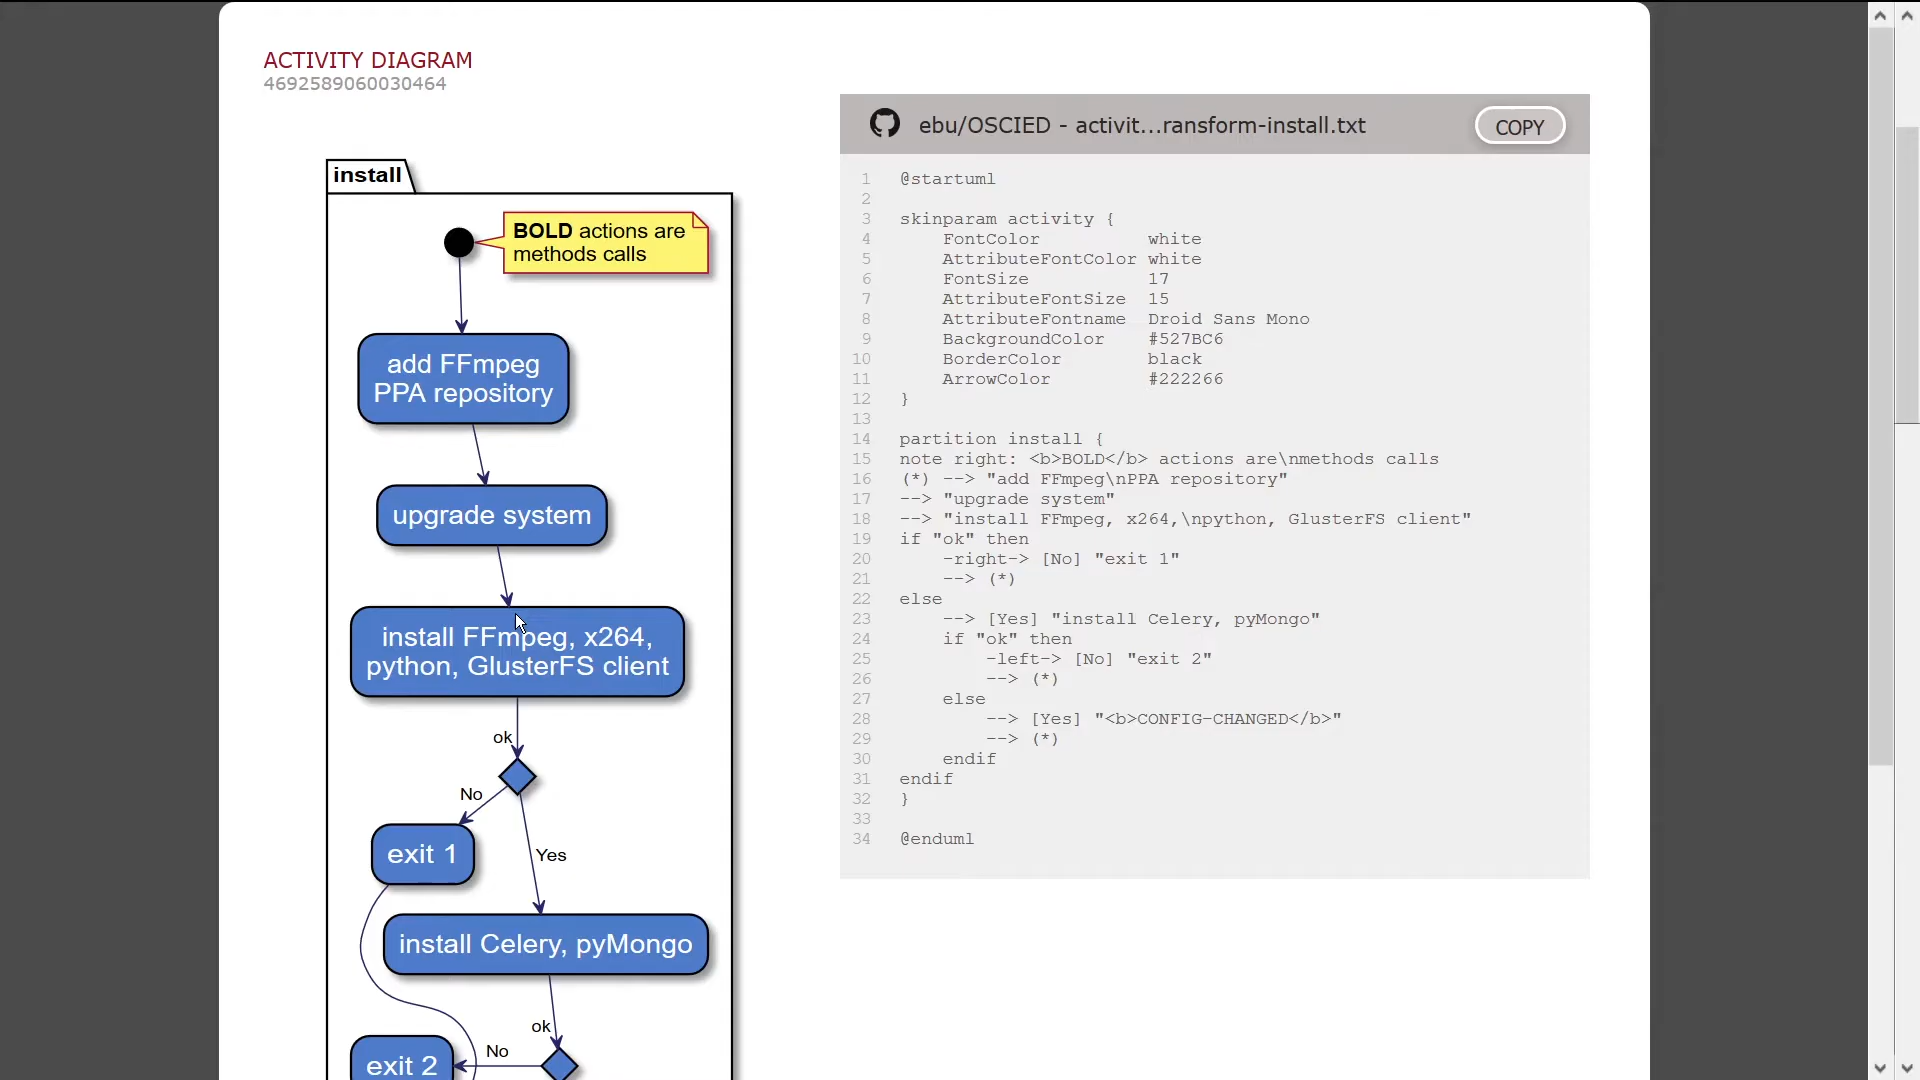 ACTIVITY DIAGRAM
4692589060030464
install
BOLD actions are
methods calls
add FFmpeg
PPA repository
upgrade system
install FFmpeg, x264,
python, GlusterFS client
ok
No
Yes
exit 1
install Celery, pyMongo
ok
No
exit 2
ebu/OSCIED - activit...ransform-install.txt
COPY
1 @startuml
2
3 skinparam activity {
4     FontColor          white
5     AttributeFontColor white
6     FontSize           17
7     AttributeFontSize  15
8     AttributeFontname  Droid Sans Mono
9     BackgroundColor    #527BC6
10     BorderColor        black
11     ArrowColor         #222266
12 }
13
14 partition install {
15 note right: <b>BOLD</b> actions are\nmethods calls
16 (*) --> "add FFmpeg\nPPA repository"
17 --> "upgrade system"
18 --> "install FFmpeg, x264,\npython, GlusterFS client"
19 if "ok" then
20     -right-> [No] "exit 1"
21     --> (*)
22 else
23     --> [Yes] "install Celery, pyMongo"
24     if "ok" then
25         -left-> [No] "exit 2"
26         --> (*)
27     else
28         --> [Yes] "<b>CONFIG-CHANGED</b>"
29         --> (*)
30     endif
31 endif
32 }
33
34 @enduml